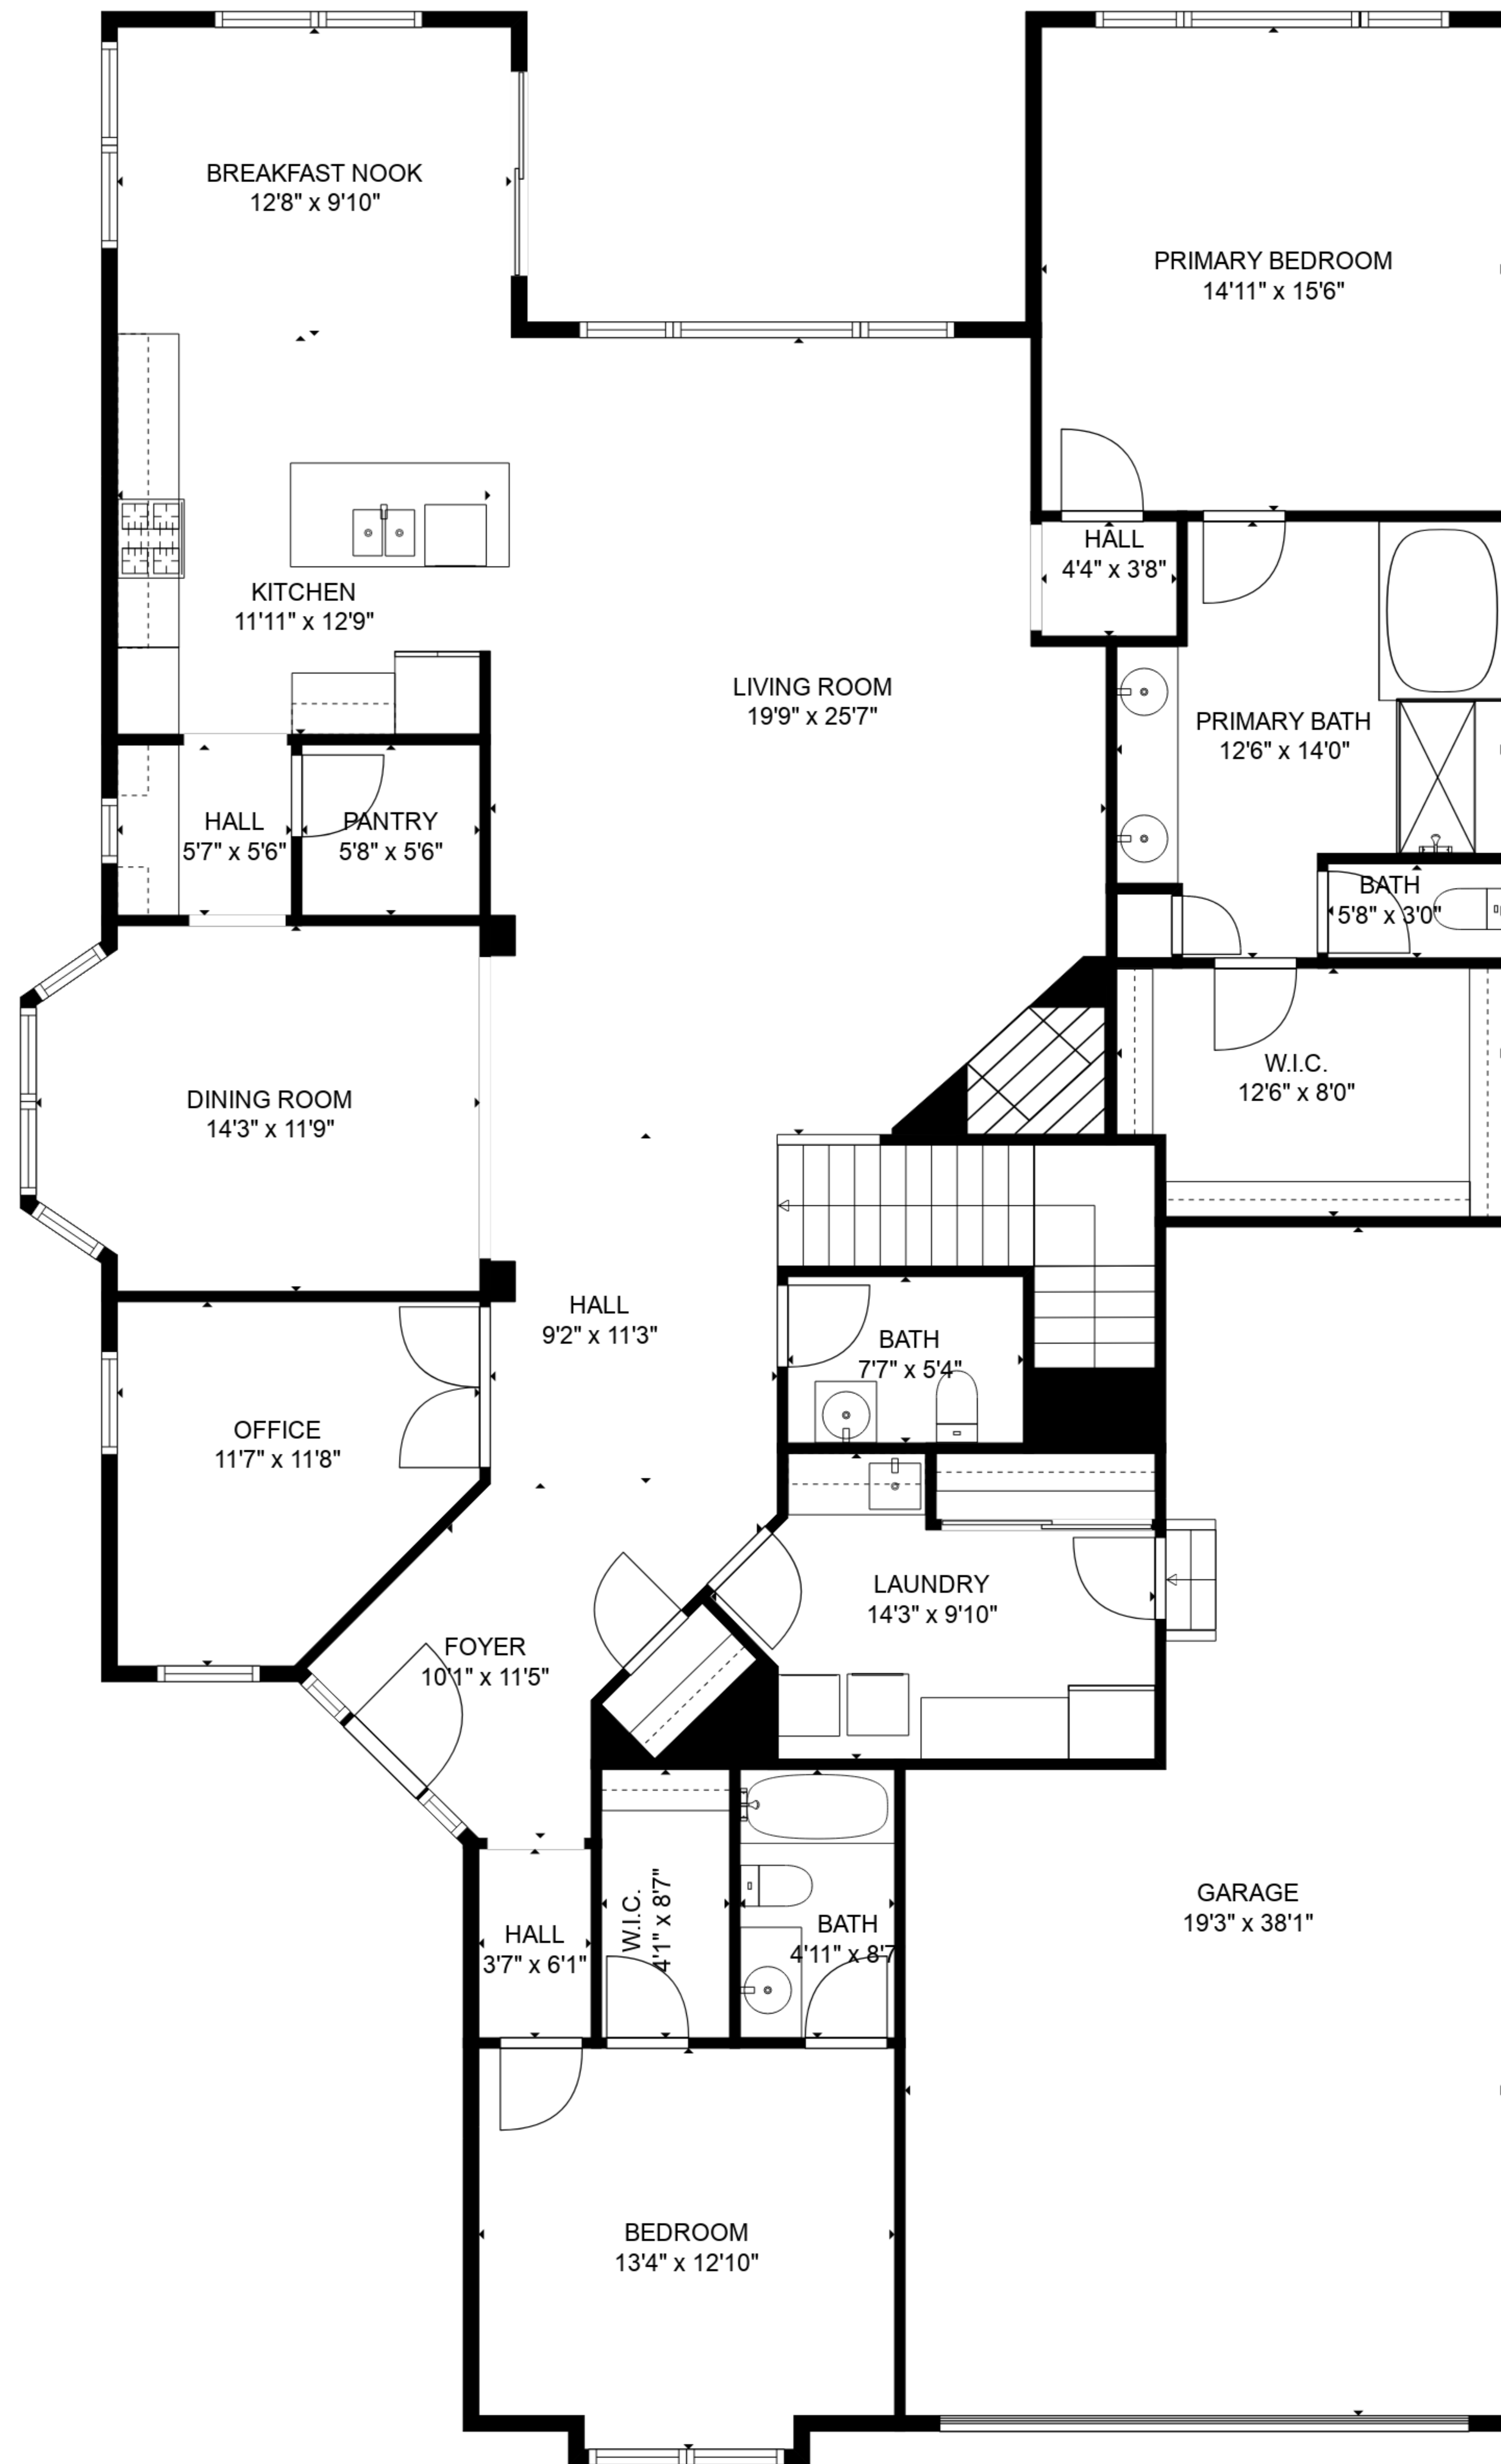 BREAKFAST NOOK
12'8" x 9'10"
PRIMARY BEDROOM
14'11" x 15'6"
HALL
4'4" x 3'8"
KITCHEN
11'11" x 12'9"
LIVING ROOM
19'9" x 25'7"
PRIMARY BATH
12'6" x 14'0"
HALL
5'7" x 5'6"
PANTRY
5'8" x 5'6"
BATH
5'8" x 3'0"
W.I.C.
12'6" x 8'0"
DINING ROOM
14'3" x 11'9"
HALL
9'2" x 11'3"
BATH
7'7" x 5'4"
OFFICE
11'7" x 11'8"
LAUNDRY
14'3" x 9'10"
FOYER
10'1" x 11'5"
GARAGE
19'3" x 38'1"
W.I.C.
4'1" x 8'7"
BATH
4'11" x 8'7
HALL
3'7" x 6'1"
BEDROOM
13'4" x 12'10"